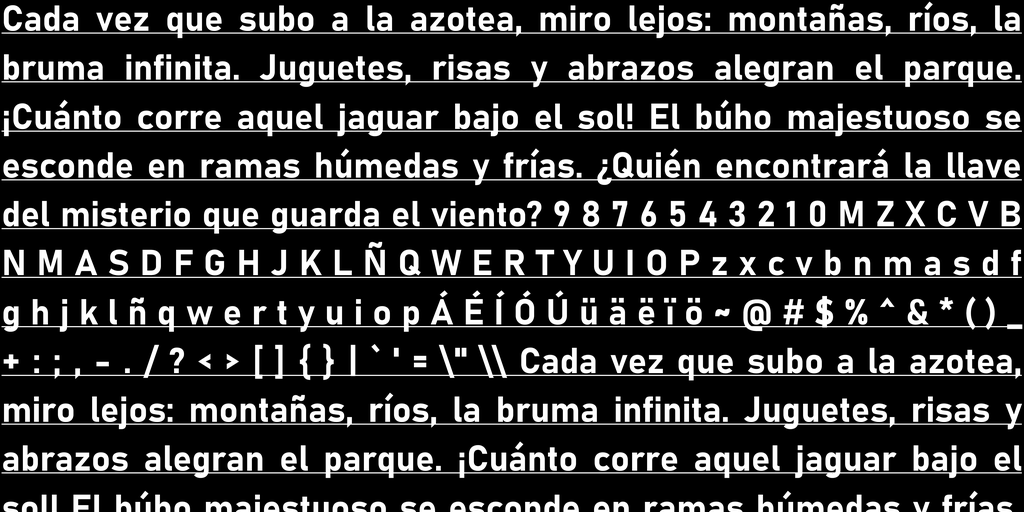 Cada vez que subo a la azotea, miro lejos: montañas, ríos, la
bruma infinita. Juguetes, risas y abrazos alegran el parque.
¡Cuánto corre aquel jaguar bajo el sol! El búho majestuoso se
esconde en ramas húmedas y frías. ¿Quién encontrará la llave
del misterio que guarda el viento? 9 8 7 6 5 4 3 2 1 0 M Z X C V B
N M A S D F G H J K L Ñ Q W E R T Y U I O P z x c v b n m a s d f
g h j k l ñ q w e r t y u i o p Á É Í Ó Ú ü ä ë ï ö ~ @ # $ % ^ & * ( ) _
+ : ; , - . / ? < > [ ] { } | ` ' = \" \\ Cada vez que subo a la azotea,
miro lejos: montañas, ríos, la bruma infinita. Juguetes, risas y
abrazos alegran el parque. ¡Cuánto corre aquel jaguar bajo el
sol! El búho majestuoso se esconde en ramas húmedas y frías.